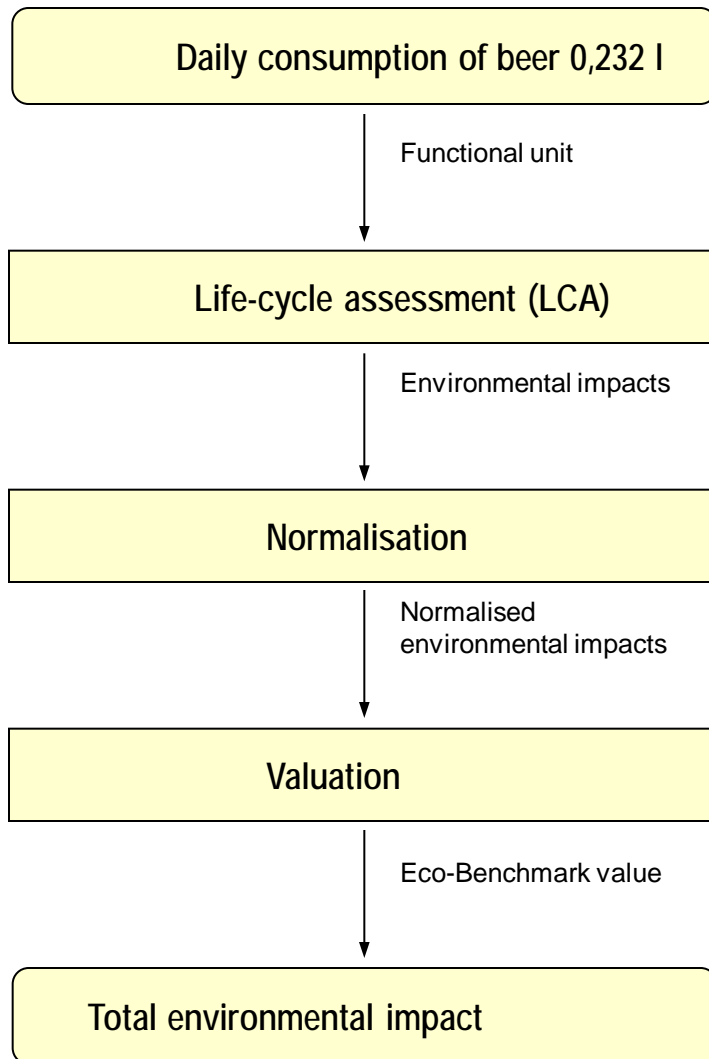 Daily consumption of beer 0,232 l
Functional unit
Life-cycle assessment (LCA)
Environmental impacts
Normalisation
Normalised
environmental impacts
Valuation
Eco-Benchmark value
Total environmental impact